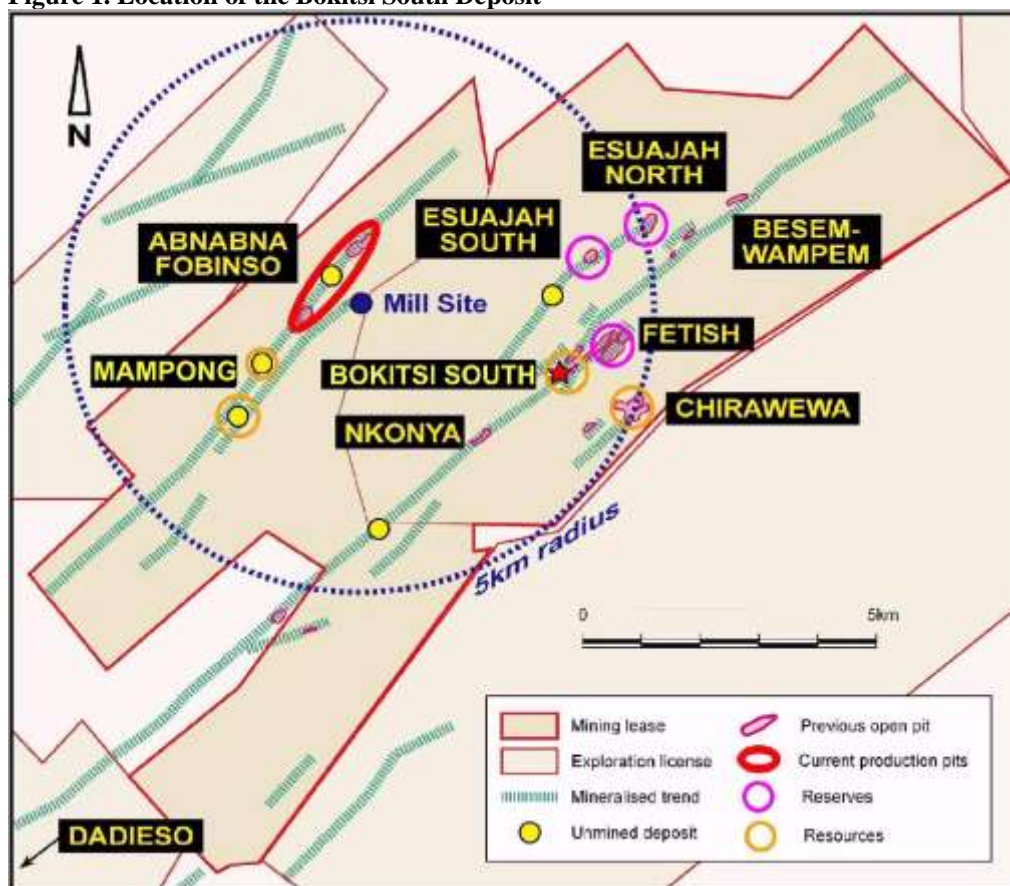 Figure 1. Location of the Bokitsi South Deposit
N
ESUAJAH
NORTH
ESUAJAH
SOUTH
ABNABNA
FOBINSO
BESEM-
WAMPEM
Mill Site
FETISH
MAMPONG
BOKITSI SOUTH
CHIRAWEWA
NKONYA
5km radius
0 5km
Mining lease
Exploration license
Mineralised trend
Unmined deposit
Previous open pit
Current production pits
Reserves
Resources
DADIESO